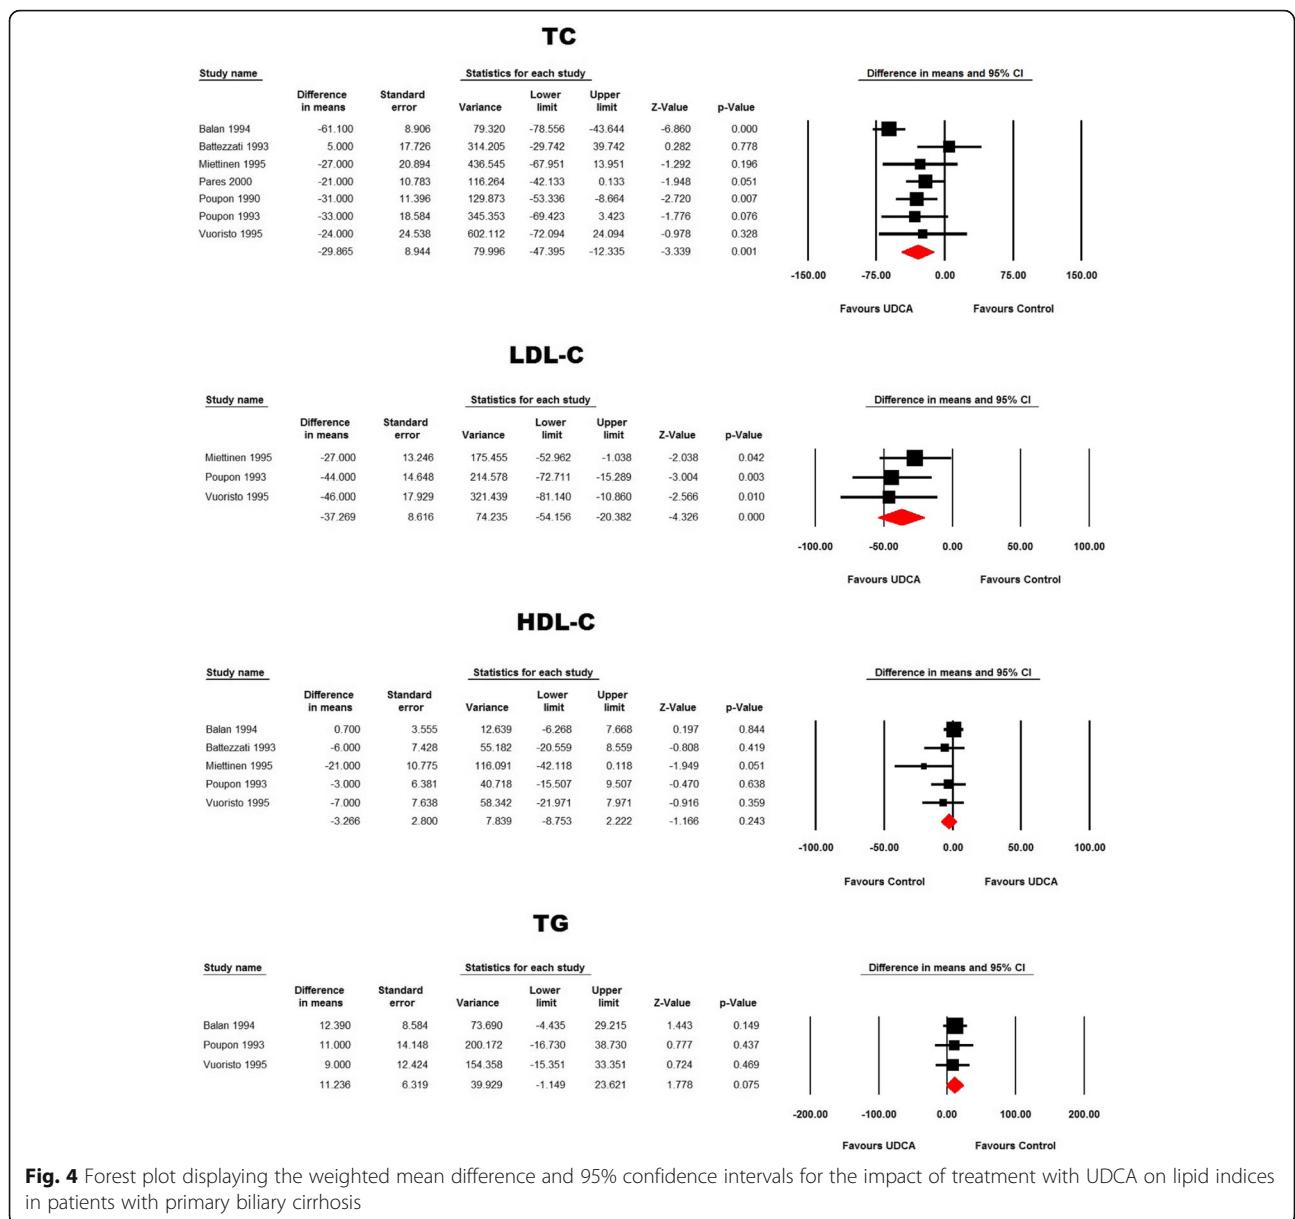 TC
Study name Statistics for each study Difference in means and 95% CI
Difference Standard Lower Upper
in means error Variance limit limit Z-Value p-Value
Balan 1994 -61.100 8.906 79.320 -78.556 -43.644 -6.860 0.000
Battezzati 1993 5.000 17.726 314.205 -29.742 39.742 0.282 0.778
Miettinen 1995 -27.000 20.894 436.545 -67.951 13.951 -1.292 0.196
Pares 2000 -21.000 10.783 116.264 -42.133 0.133 -1.948 0.051
Poupon 1990 -31.000 11.396 129.873 -53.336 -8.664 -2.720 0.007
Poupon 1993 -33.000 18.584 345.353 -69.423 3.423 -1.776 0.076
Vuoristo 1995 -24.000 24.538 602.112 -72.094 24.094 -0.978 0.328
-29.865 8.944 79.996 -47.395 -12.335 -3.339 0.001
-150.00 -75.00 0.00 75.00 150.00
Favours UDCA Favours Control
LDL-C
Study name Statistics for each study Difference in means and 95% CI
Difference Standard Lower Upper
in means error Variance limit limit Z-Value p-Value
Miettinen 1995 -27.000 13.246 175.455 -52.962 -1.038 -2.038 0.042
Poupon 1993 -44.000 14.648 214.578 -72.711 -15.289 -3.004 0.003
Vuoristo 1995 -46.000 17.929 321.439 -81.140 -10.860 -2.566 0.010
-37.269 8.616 74.235 -54.156 -20.382 -4.326 0.000
-100.00 -50.00 0.00 50.00 100.00
Favours UDCA Favours Control
HDL-C
Study name Statistics for each study Difference in means and 95% CI
Difference Standard Lower Upper
in means error Variance limit limit Z-Value p-Value
Balan 1994 0.700 3.555 12.639 -6.268 7.668 0.197 0.844
Battezzati 1993 -6.000 7.428 55.182 -20.559 8.559 -0.808 0.419
Miettinen 1995 -21.000 10.775 116.091 -42.118 0.118 -1.949 0.051
Poupon 1993 -3.000 6.381 40.718 -15.507 9.507 -0.470 0.638
Vuoristo 1995 -7.000 7.638 58.342 -21.971 7.971 -0.916 0.359
-3.266 2.800 7.839 -8.753 2.222 -1.166 0.243
-100.00 -50.00 0.00 50.00 100.00
Favours Control Favours UDCA
TG
Study name Statistics for each study Difference in means and 95% CI
Difference Standard Lower Upper
in means error Variance limit limit Z-Value p-Value
Balan 1994 12.390 8.584 73.690 -4.435 29.215 1.443 0.149
Poupon 1993 11.000 14.148 200.172 -16.730 38.730 0.777 0.437
Vuoristo 1995 9.000 12.424 154.358 -15.351 33.351 0.724 0.469
11.236 6.319 39.929 -1.149 23.621 1.778 0.075
-200.00 -100.00 0.00 100.00 200.00
Favours UDCA Favours Control
Fig. 4 Forest plot displaying the weighted mean difference and 95% confidence intervals for the impact of treatment with UDCA on lipid indices
in patients with primary biliary cirrhosis